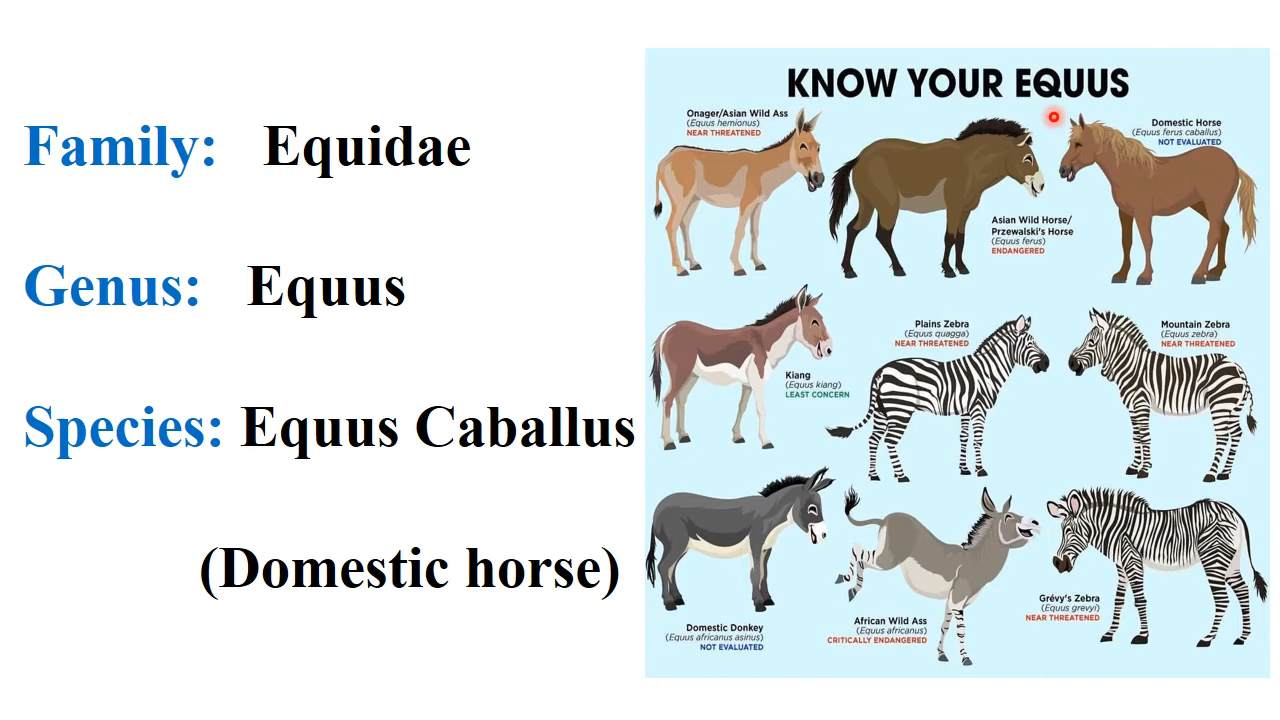 Family: Equidae
Genus: Equus
Species: Equus Caballus
(Domestic horse)
KNOW YOUR EQUUS
Onager/Asian Wild Ass
(Equus hemionus)
NEAR THREATENED
Domestic Horse
(Equus ferus caballus)
NOT EVALUATED
Asian Wild Horse/
Przewalski's Horse
(Equus ferus)
ENDANGERED
Kiang
(Equus kiang)
LEAST CONCERN
Plains Zebra
(Equus quagga)
NEAR THREATENED
Mountain Zebra
(Equus zebra)
NEAR THREATENED
Domestic Donkey
(Equus africanus asinus)
NOT EVALUATED
African Wild Ass
(Equus africanus)
CRITICALLY ENDANGERED
Grévy's Zebra
(Equus grevyi)
NEAR THREATENED